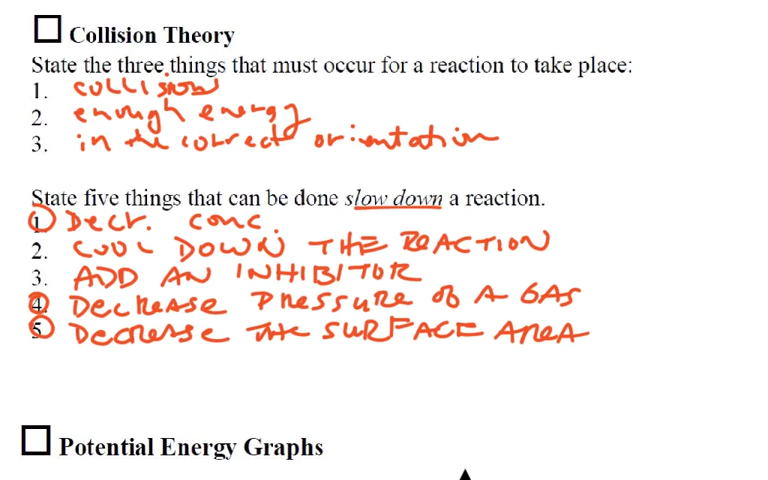 Collision Theory
State the three things that must occur for a reaction to take place:
1. COLLISION
2. enough energy
3. in the correct orientation
State five things that can be done slow down a reaction.
1. Decr. conc.
2. COOL DOWN THE REACTION
3. ADD AN INHIBITOR
4. DECREASE PRESSURE OF A GAS
5. DECREASE THE SURFACE AREA
Potential Energy Graphs